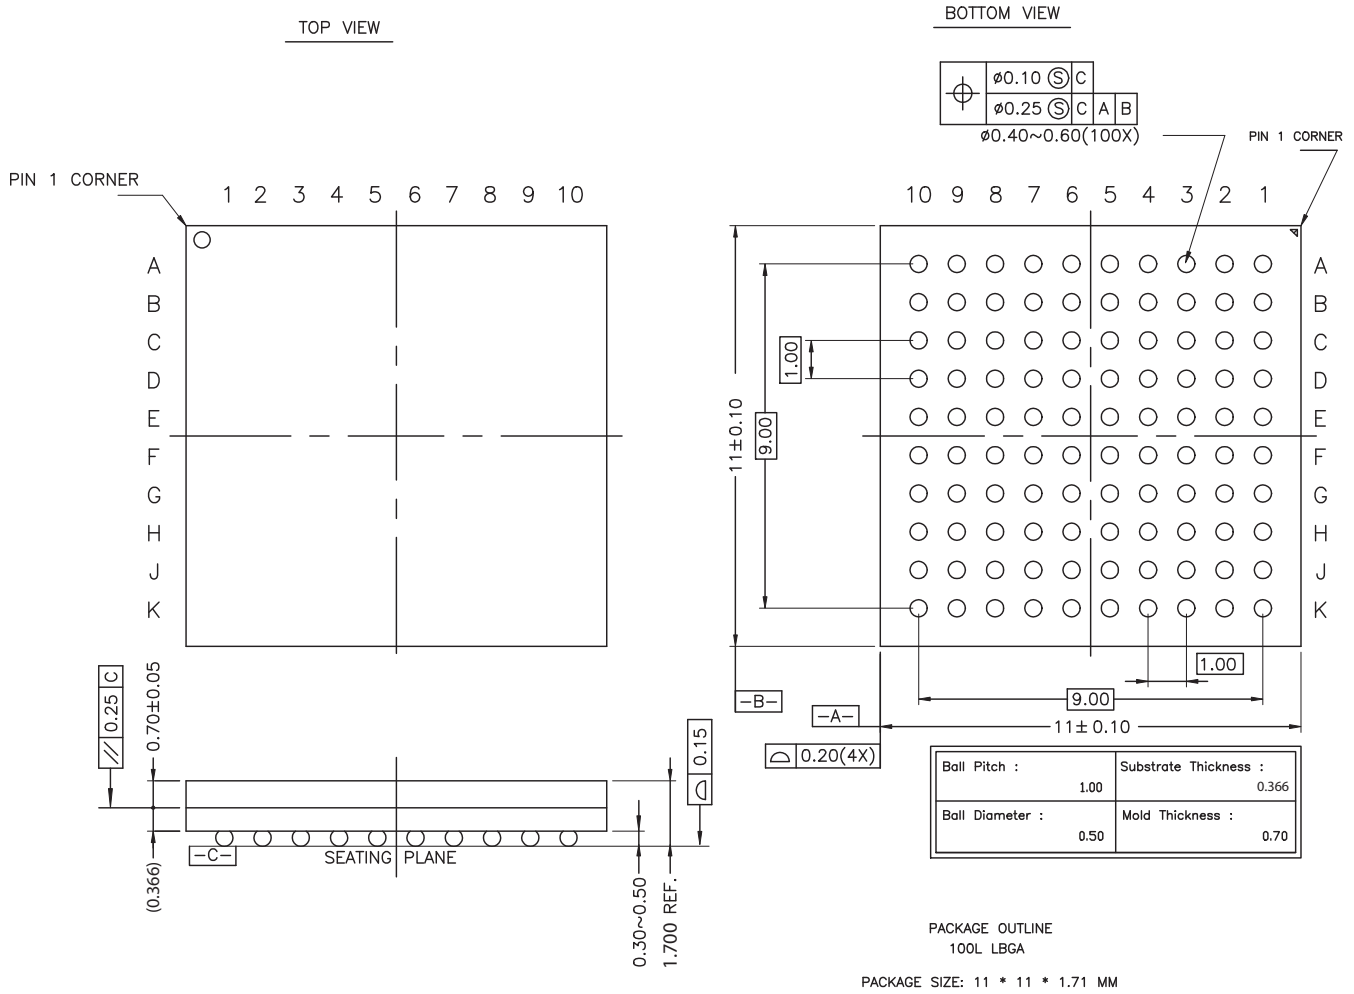 TOP VIEW
BOTTOM VIEW
⌀0.10 Ⓢ C
⌀0.25 Ⓢ C A B
⌀0.40~0.60(100X)
PIN 1 CORNER
PIN 1 CORNER
1 2 3 4 5 6 7 8 9 10
10 9 8 7 6 5 4 3 2 1
A
B
C
D
E
F
G
H
J
K
A
B
C
D
E
F
G
H
J
K
1.00
9.00
11±0.10
1.00
9.00
11±0.10
-B-
-A-
⌓ 0.20(4X)
// 0.25 C
0.70±0.05
(0.366)
⌓ 0.15
-C-
SEATING PLANE
0.30~0.50
1.700 REF.
Ball Pitch : 1.00
Substrate Thickness : 0.366
Ball Diameter : 0.50
Mold Thickness : 0.70
PACKAGE OUTLINE
100L LBGA
PACKAGE SIZE: 11 * 11 * 1.71 MM